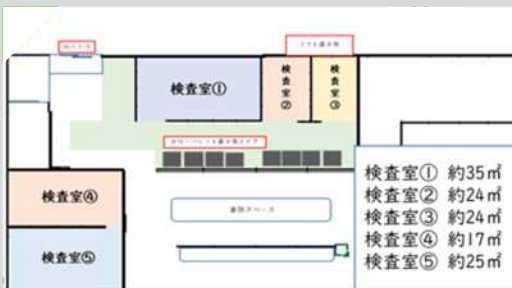 検査室①
検査室②
検査室③
検査室④
検査室⑤
検査室① 約35㎡
検査室② 約24㎡
検査室③ 約24㎡
検査室④ 約17㎡
検査室⑤ 約25㎡